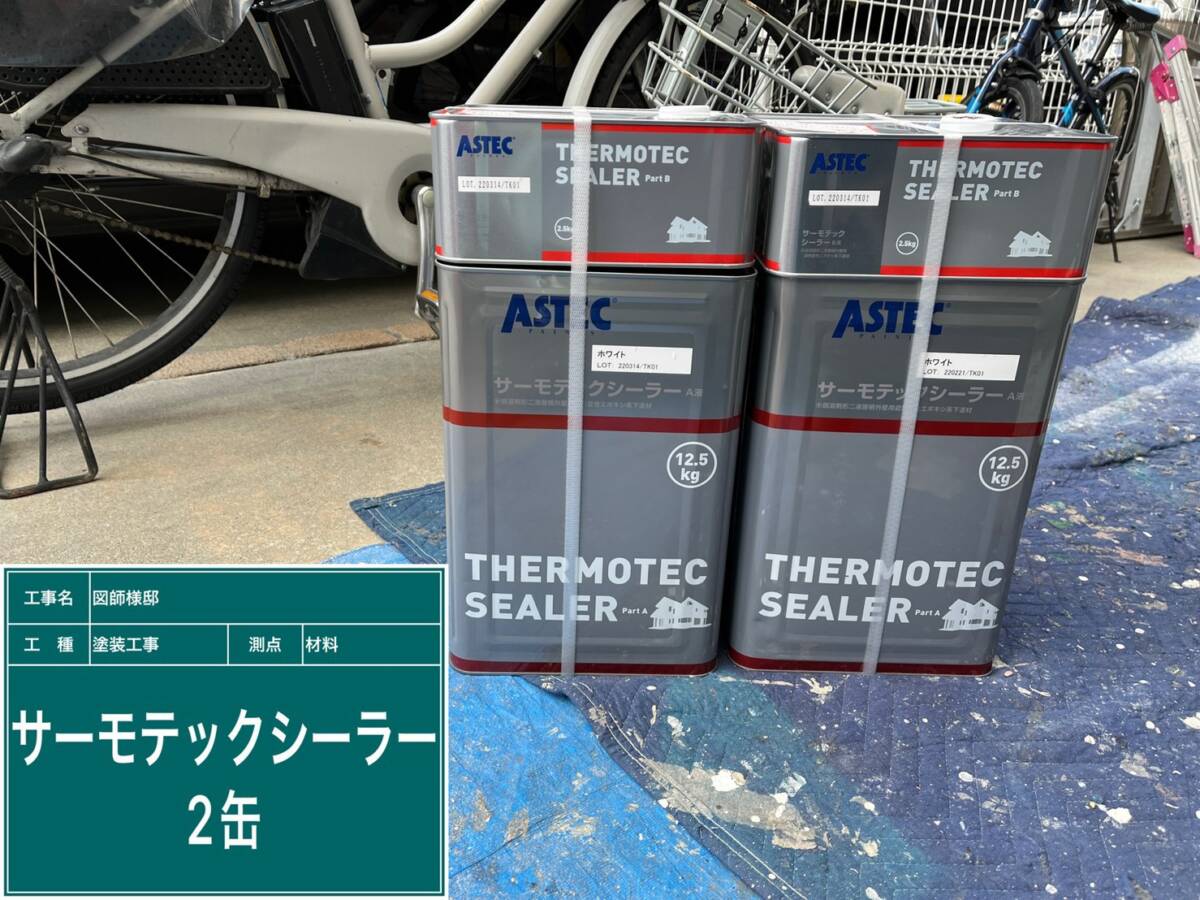 ASTEC
LOT. 220314/TK01
THERMOTEC
SEALER Part B
2.5kg
ASTEC
LOT. 220314/TK01
THERMOTEC
SEALER Part B
サーモテック
シーラー B液
2.5kg
ASTEC
PAINTS
ホワイト
LOT: 220314/TK01
サーモテックシーラー A液
12.5
kg
THERMOTEC
SEALER Part A
ASTEC
PAINTS
ホワイト
LOT: 220221/TK01
サーモテックシーラー A液
12.5
kg
THERMOTEC
SEALER Part A
工事名 図師様邸
工 種 塗装工事 測点 材料
サーモテックシーラー
2缶